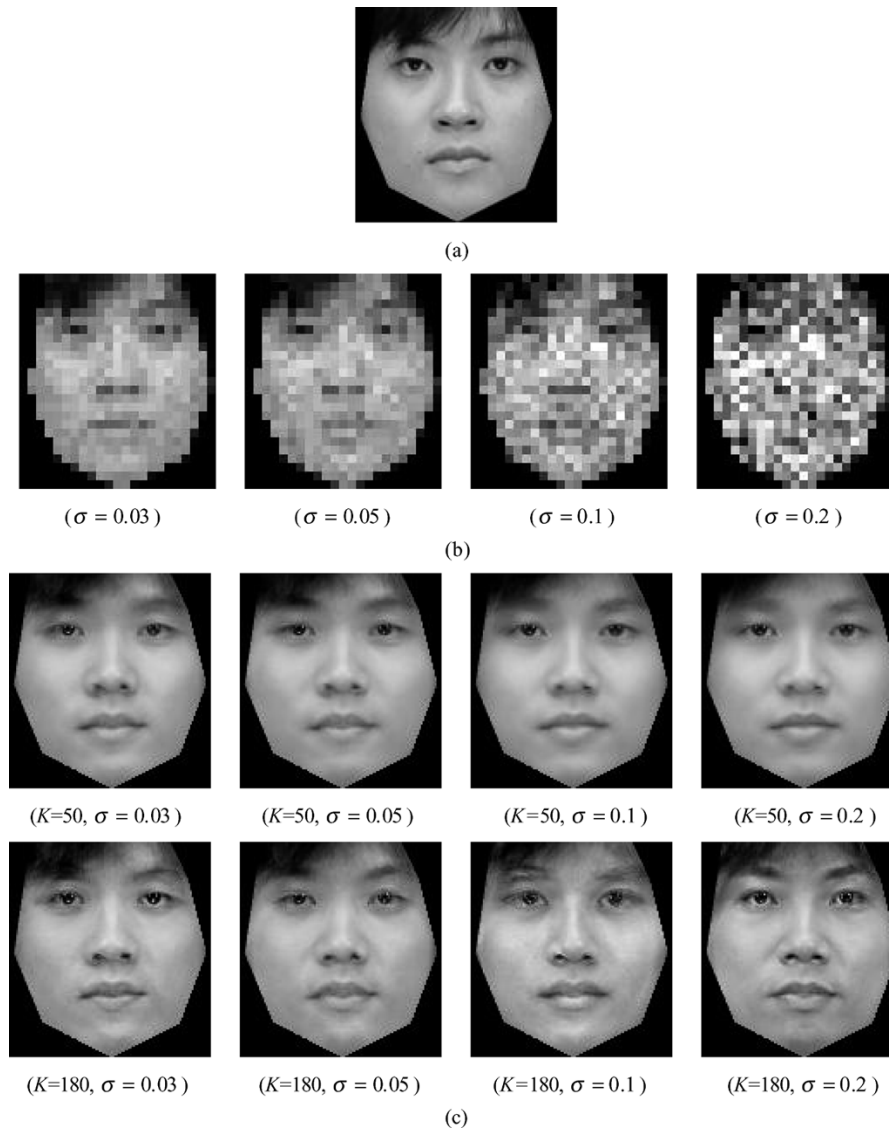 (a)
(σ = 0.03) (σ = 0.05) (σ = 0.1) (σ = 0.2)
(b)
(K=50, σ = 0.03) (K=50, σ = 0.05) (K=50, σ = 0.1) (K=50, σ = 0.2)
(K=180, σ = 0.03) (K=180, σ = 0.05) (K=180, σ = 0.1) (K=180, σ = 0.2)
(c)